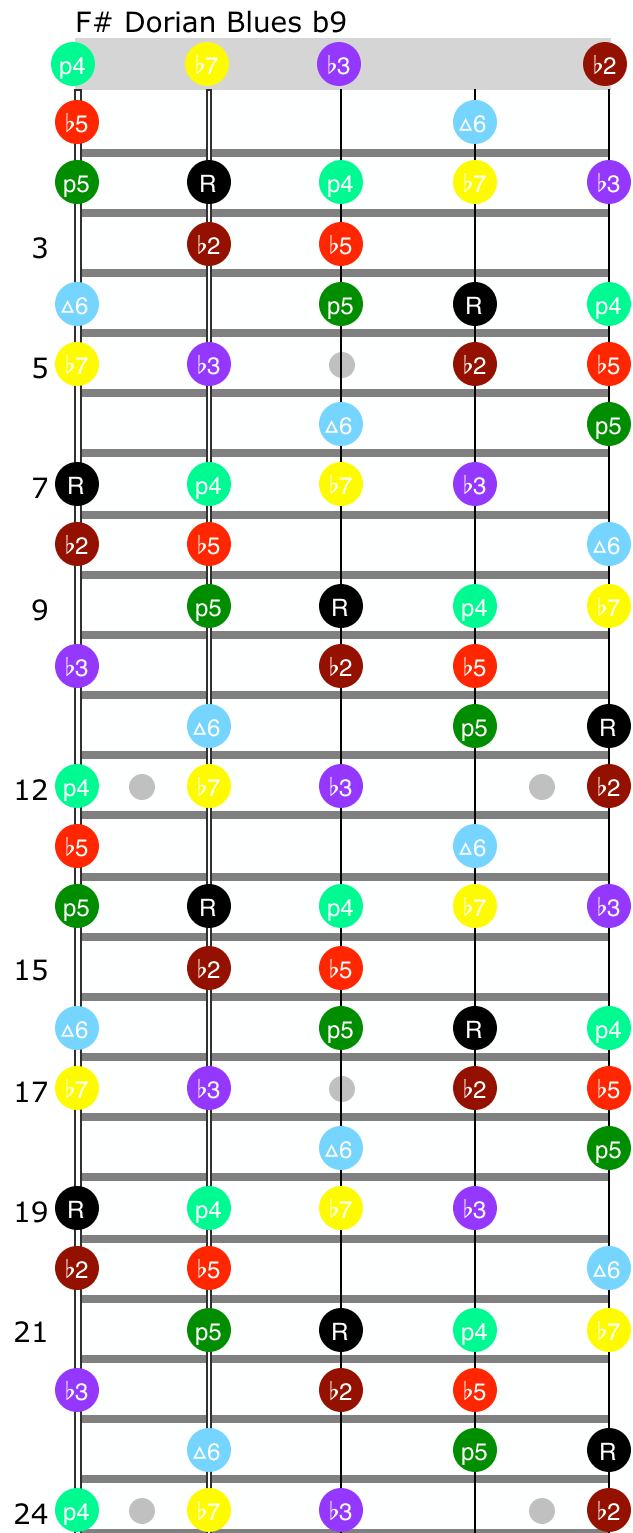 F# Dorian Blues b9
p4 ♭7 ♭3 ♭2
♭5 ▵6
p5 R p4 ♭7 ♭3
3 ♭2 ♭5
▵6 p5 R p4
5 ♭7 ♭3 ♭2 ♭5
▵6 p5
7 R p4 ♭7 ♭3
♭2 ♭5 ▵6
9 p5 R p4 ♭7
♭3 ♭2 ♭5
▵6 p5 R
12 p4 ♭7 ♭3 ♭2
♭5 ▵6
p5 R p4 ♭7 ♭3
15 ♭2 ♭5
▵6 p5 R p4
17 ♭7 ♭3 ♭2 ♭5
▵6 p5
19 R p4 ♭7 ♭3
♭2 ♭5 ▵6
21 p5 R p4 ♭7
♭3 ♭2 ♭5
▵6 p5 R
24 p4 ♭7 ♭3 ♭2